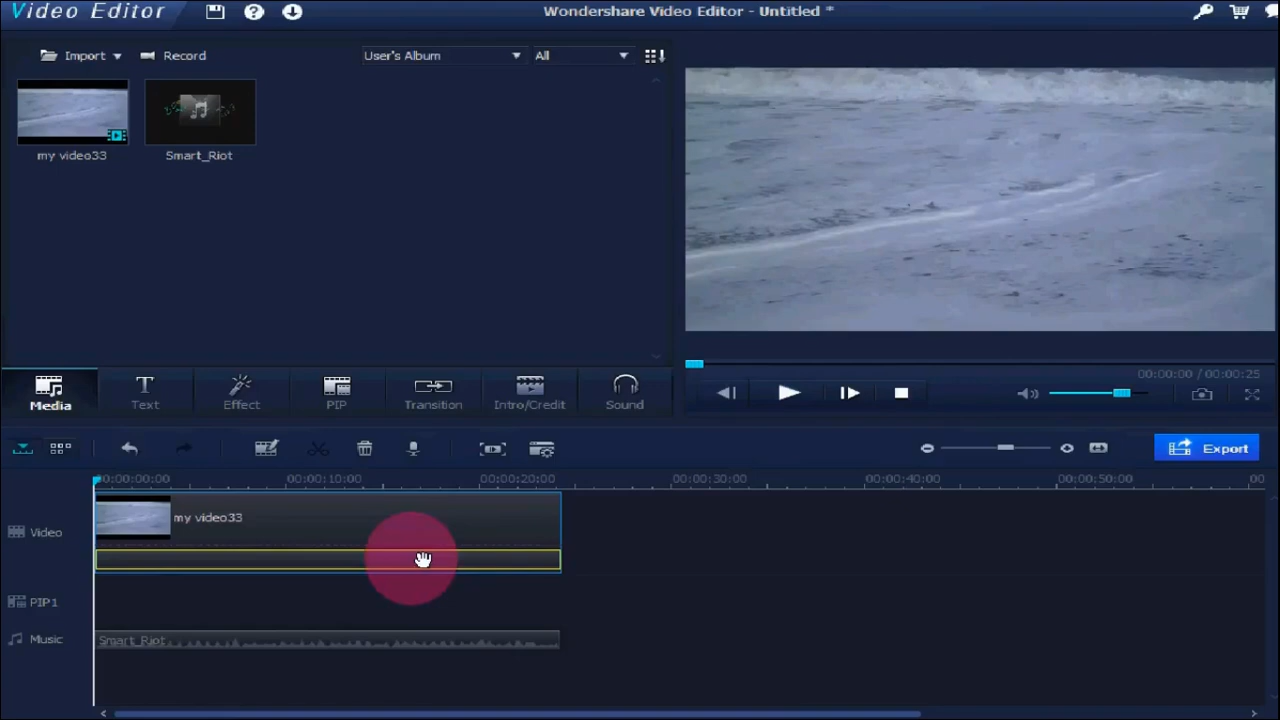 Video Editor
Wondershare Video Editor - Untitled *
Import
Record
User's Album
All
my video33
Smart_Riot
Media
Text
Effect
PIP
Transition
Intro/Credit
Sound
00:00:00 / 00:00:25
Export
00:00:00:00
00:00:10:00
00:00:20:00
00:00:30:00
00:00:40:00
00:00:50:00
00
Video
my video33
PIP1
Music
Smart_Riot